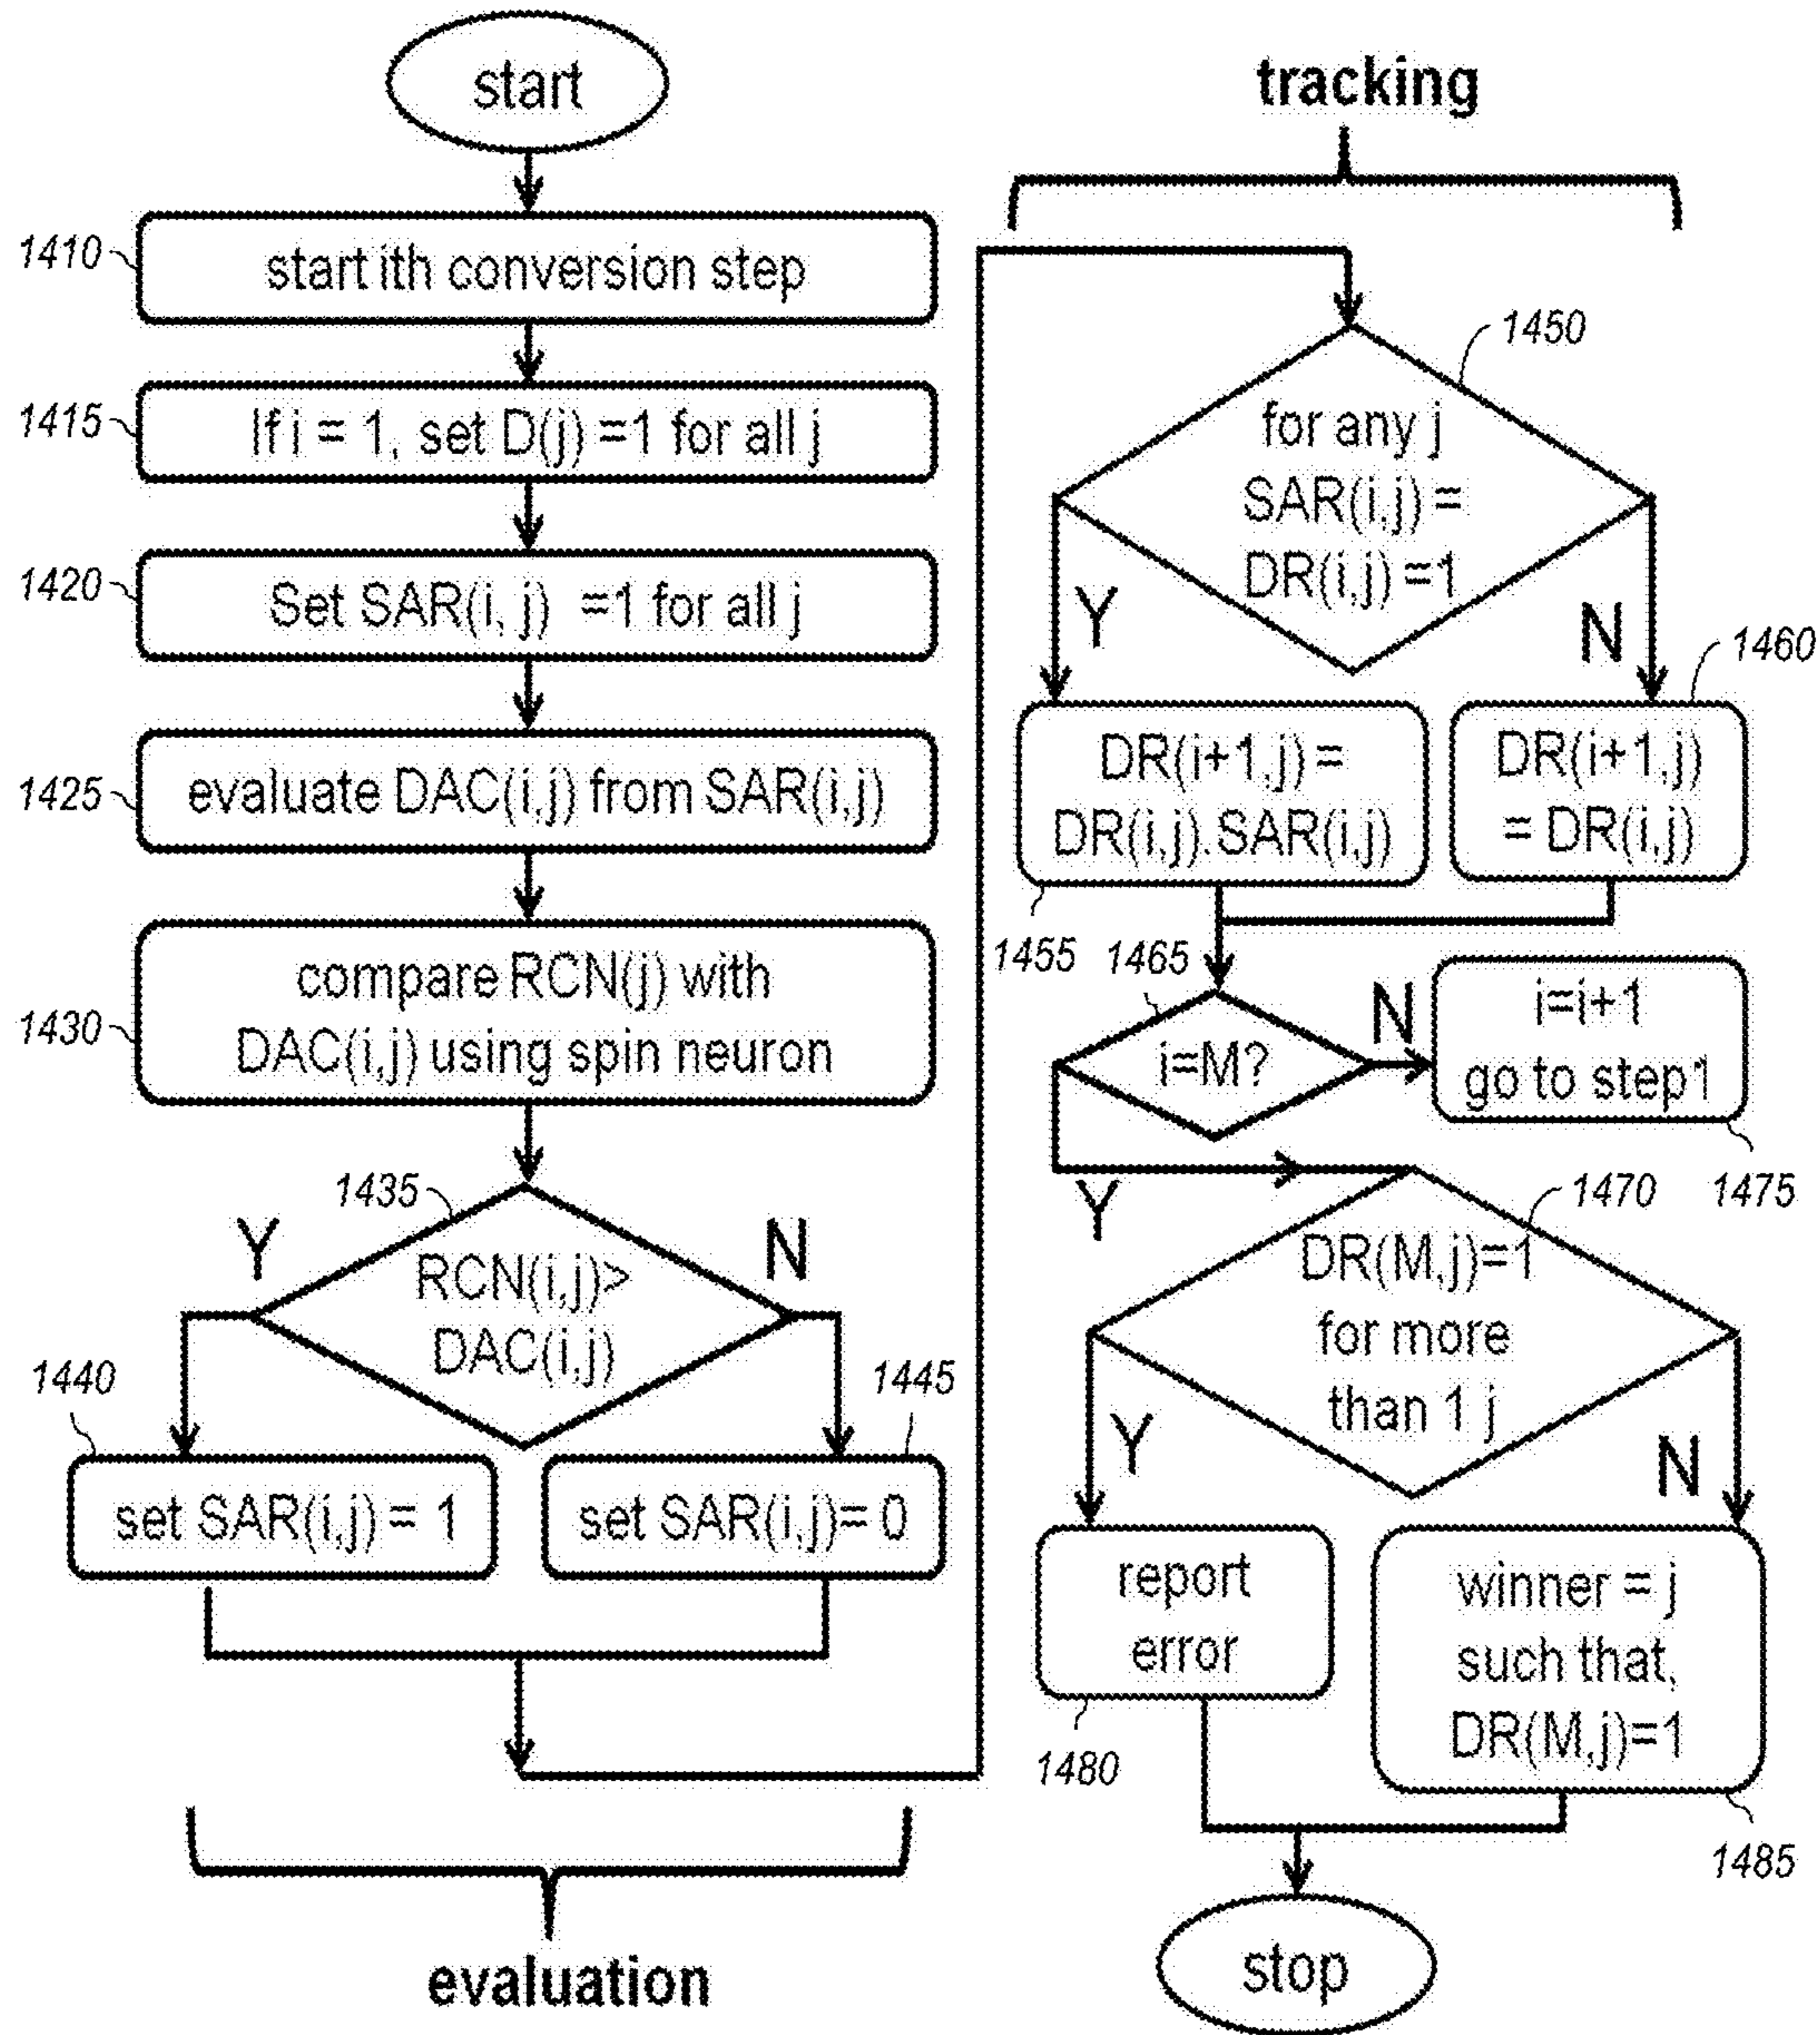 start
1410
start ith conversion step
1415
If i = 1, set D(j) =1 for all j
1420
Set SAR(i, j) =1 for all j
1425
evaluate DAC(i,j) from SAR(i,j)
1430
compare RCN(j) with
DAC(i,j) using spin neuron
1435
Y
N
RCN(i,j)>
DAC(i,j)
1440
1445
set SAR(i,j) = 1
set SAR(i,j)= 0
evaluation
tracking
1450
for any j
SAR(i,j) =
DR(i,j) =1
Y
N
1460
DR(i+1,j) =
DR(i,j).SAR(i,j)
DR(i+1,j)
= DR(i,j)
1455
1465
i=M?
N
i=i+1
go to step1
1475
Y
1470
DR(M,j)=1
for more
than 1 j
Y
N
report
error
1480
winner = j
such that,
DR(M,j)=1
1485
stop